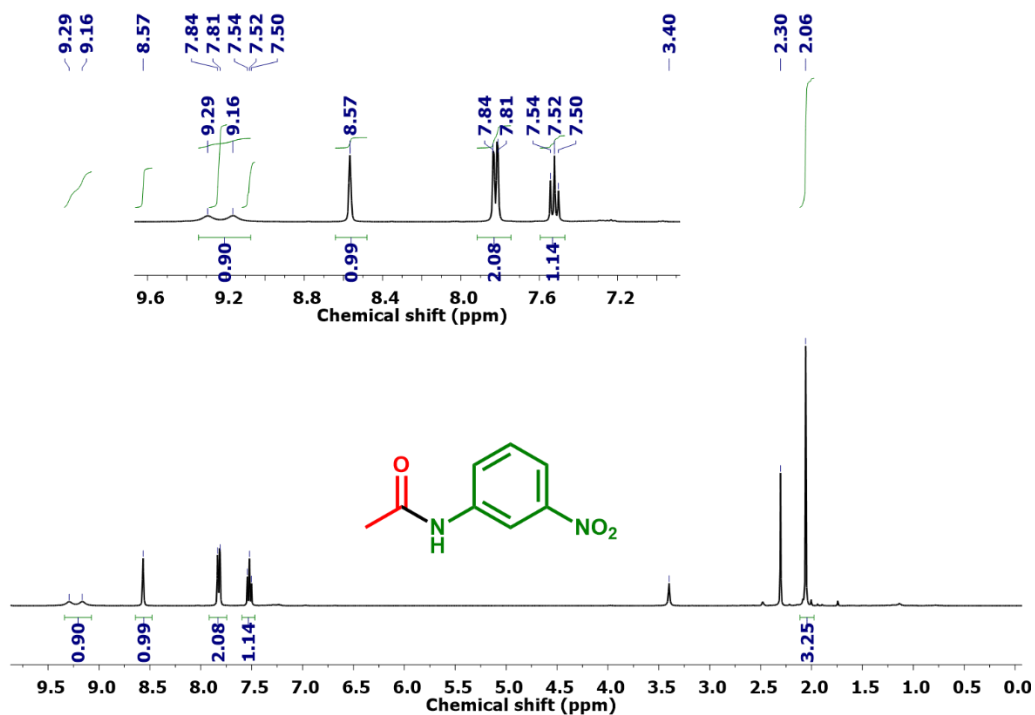 9.29 9.16 8.57 7.84 7.81 7.54 7.52 7.50 3.40 2.30 2.06
9.29 9.16 8.57 7.84 7.81 7.54 7.52 7.50
0.90 0.99 2.08 1.14
9.6 9.2 8.8 8.4 8.0 7.6 7.2
Chemical shift (ppm)
O
N
H
NO2
0.90 0.99 2.08 1.14 3.25
9.5 9.0 8.5 8.0 7.5 7.0 6.5 6.0 5.5 5.0 4.5 4.0 3.5 3.0 2.5 2.0 1.5 1.0 0.5 0.0
Chemical shift (ppm)